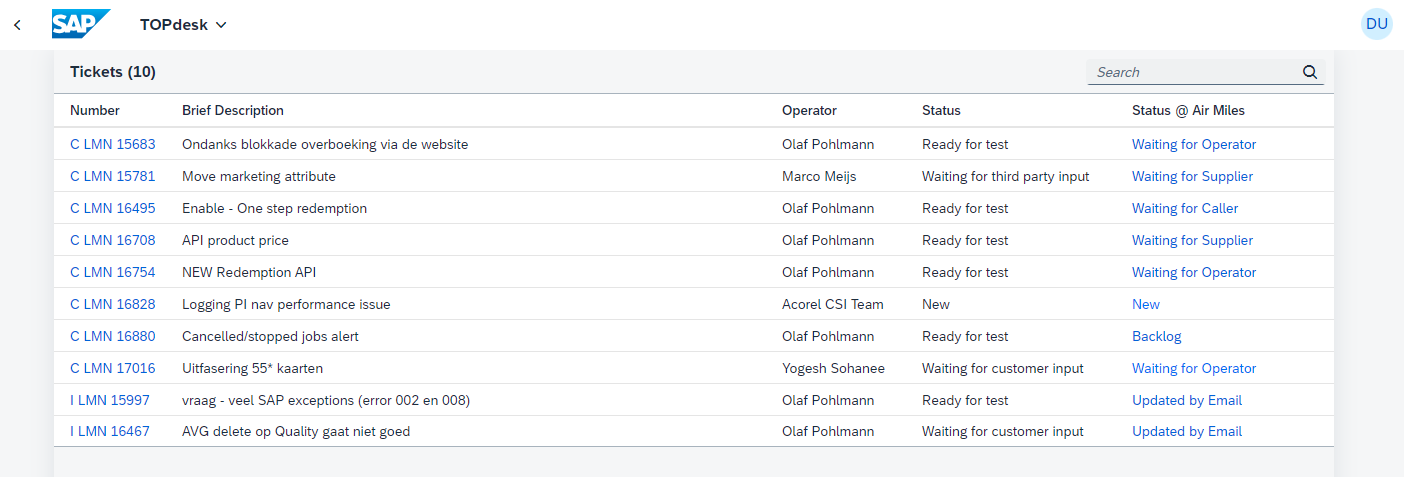 SAP TOPdesk DU
Tickets (10) Search
Number Brief Description Operator Status Status @ Air Miles
C LMN 15683 Ondanks blokkade overboeking via de website Olaf Pohlmann Ready for test Waiting for Operator
C LMN 15781 Move marketing attribute Marco Meijs Waiting for third party input Waiting for Supplier
C LMN 16495 Enable - One step redemption Olaf Pohlmann Ready for test Waiting for Caller
C LMN 16708 API product price Olaf Pohlmann Ready for test Waiting for Supplier
C LMN 16754 NEW Redemption API Olaf Pohlmann Ready for test Waiting for Operator
C LMN 16828 Logging PI nav performance issue Acorel CSI Team New New
C LMN 16880 Cancelled/stopped jobs alert Olaf Pohlmann Ready for test Backlog
C LMN 17016 Uitfasering 55* kaarten Yogesh Sohanee Waiting for customer input Waiting for Operator
I LMN 15997 vraag - veel SAP exceptions (error 002 en 008) Olaf Pohlmann Ready for test Updated by Email
I LMN 16467 AVG delete op Quality gaat niet goed Olaf Pohlmann Waiting for customer input Updated by Email